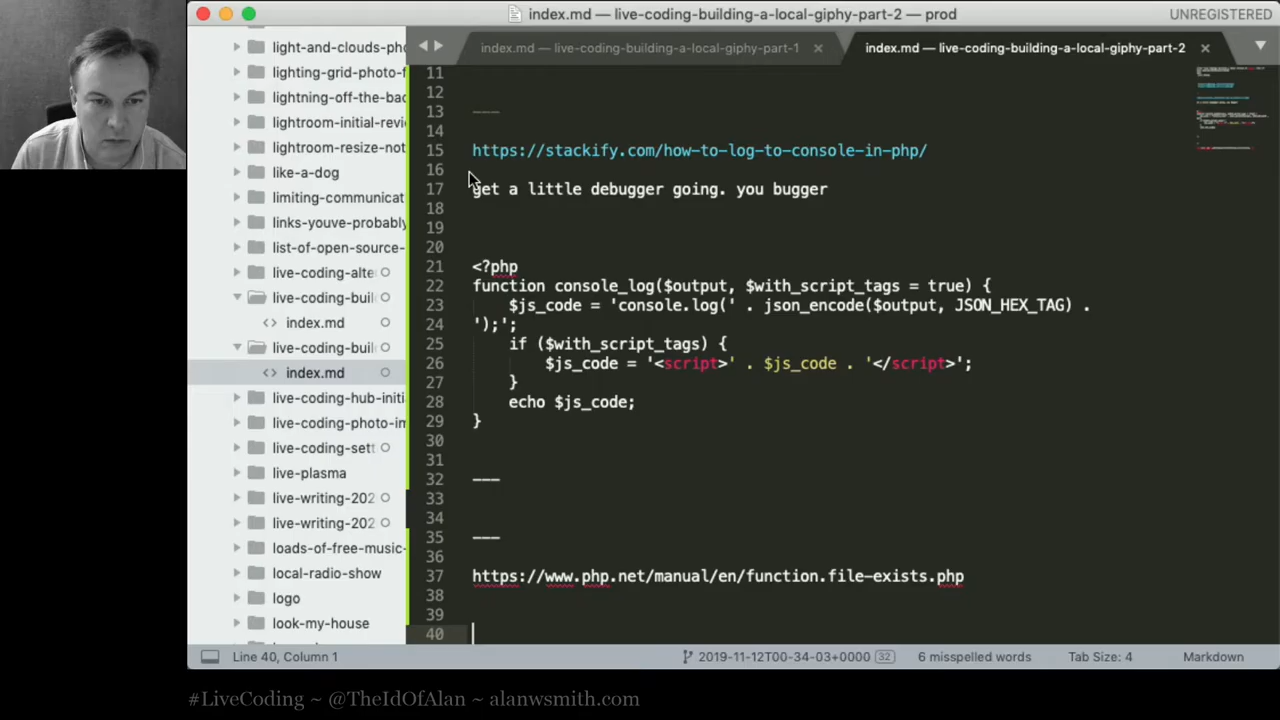 index.md — live-coding-building-a-local-giphy-part-2 — prod
UNREGISTERED
light-and-clouds-pho
lighting-grid-photo-f
lightning-off-the-bac
lightroom-initial-revie
lightroom-resize-not
like-a-dog
limiting-communicat
links-youve-probably
list-of-open-source-
live-coding-alte
live-coding-buil
index.md
live-coding-buil
index.md
live-coding-hub-initi
live-coding-photo-im
live-coding-sett
live-plasma
live-writing-202
live-writing-202
loads-of-free-music-
local-radio-show
logo
look-my-house
index.md — live-coding-building-a-local-giphy-part-1
index.md — live-coding-building-a-local-giphy-part-2
11
12
13 ---
14
15 https://stackify.com/how-to-log-to-console-in-php/
16
17 get a little debugger going. you bugger
18
19
20
21 <?php
22 function console_log($output, $with_script_tags = true) {
23 $js_code = 'console.log(' . json_encode($output, JSON_HEX_TAG) .
24 ');';
25 if ($with_script_tags) {
26 $js_code = '<script>' . $js_code . '</script>';
27 }
28 echo $js_code;
29 }
30
31
32 ---
33
34
35 ---
36
37 https://www.php.net/manual/en/function.file-exists.php
38
39
40
Line 40, Column 1
2019-11-12T00-34-03+0000 32
6 misspelled words
Tab Size: 4
Markdown
#LiveCoding ~ @TheIdOfAlan ~ alanwsmith.com